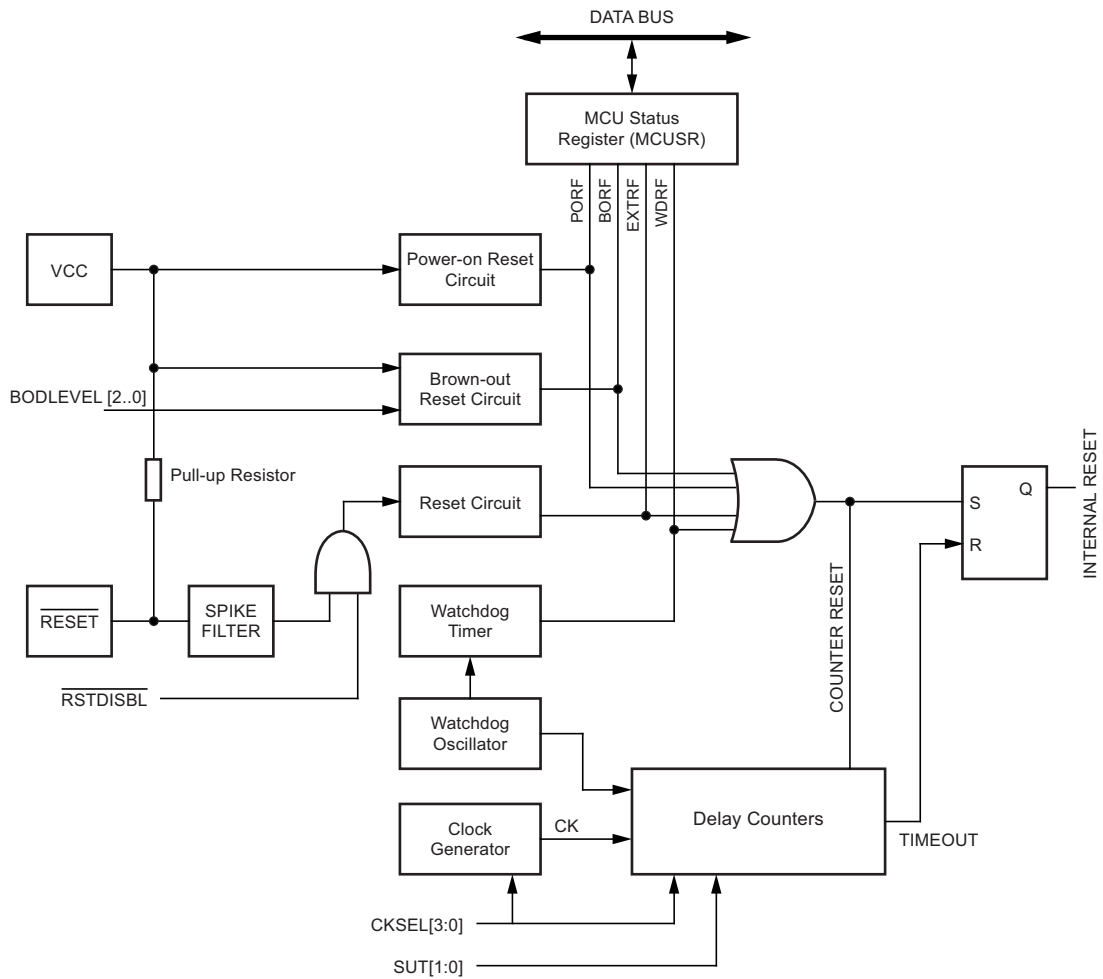 DATA BUS
MCU Status
Register (MCUSR)
PORF
BORF
EXTRF
WDRF
VCC
Power-on Reset
Circuit
Brown-out
Reset Circuit
BODLEVEL [2..0]
Pull-up Resistor
Reset Circuit
S
Q
R
INTERNAL RESET
RESET
SPIKE
FILTER
Watchdog
Timer
COUNTER RESET
RSTDISBL
Watchdog
Oscillator
Clock
Generator
CK
Delay Counters
TIMEOUT
CKSEL[3:0]
SUT[1:0]